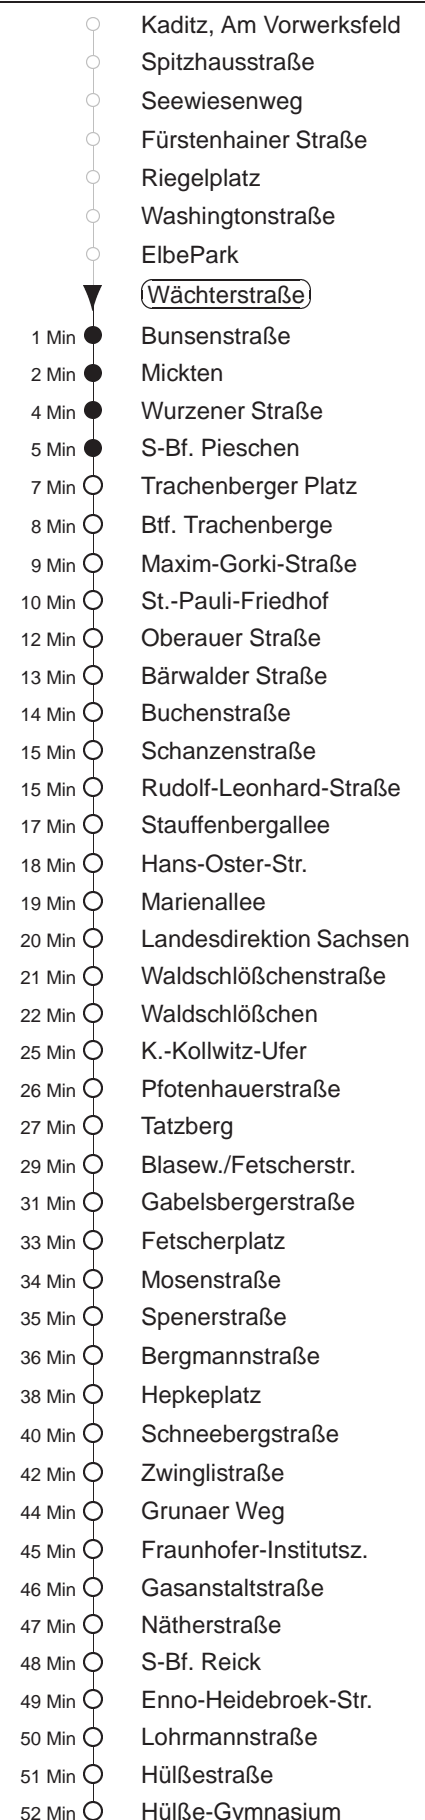 Kaditz, Am Vorwerksfeld
Spitzhausstraße
Seewiesenweg
Fürstenhainer Straße
Riegelplatz
Washingtonstraße
ElbePark
Wächterstraße
1 Min Bunsenstraße
2 Min Mickten
4 Min Wurzener Straße
5 Min S-Bf. Pieschen
7 Min Trachenberger Platz
8 Min Btf. Trachenberge
9 Min Maxim-Gorki-Straße
10 Min St.-Pauli-Friedhof
12 Min Oberauer Straße
13 Min Bärwalder Straße
14 Min Buchenstraße
15 Min Schanzenstraße
15 Min Rudolf-Leonhard-Straße
17 Min Stauffenbergallee
18 Min Hans-Oster-Str.
19 Min Marienallee
20 Min Landesdirektion Sachsen
21 Min Waldschlößchenstraße
22 Min Waldschlößchen
25 Min K.-Kollwitz-Ufer
26 Min Pfotenhauerstraße
27 Min Tatzberg
29 Min Blasew./Fetscherstr.
31 Min Gabelsbergerstraße
33 Min Fetscherplatz
34 Min Mosenstraße
35 Min Spenerstraße
36 Min Bergmannstraße
38 Min Hepkeplatz
40 Min Schneebergstraße
42 Min Zwinglistraße
44 Min Grunaer Weg
45 Min Fraunhofer-Institutsz.
46 Min Gasanstaltstraße
47 Min Nätherstraße
48 Min S-Bf. Reick
49 Min Enno-Heidebroek-Str.
50 Min Lohrmannstraße
51 Min Hülßestraße
52 Min Hülße-Gymnasium